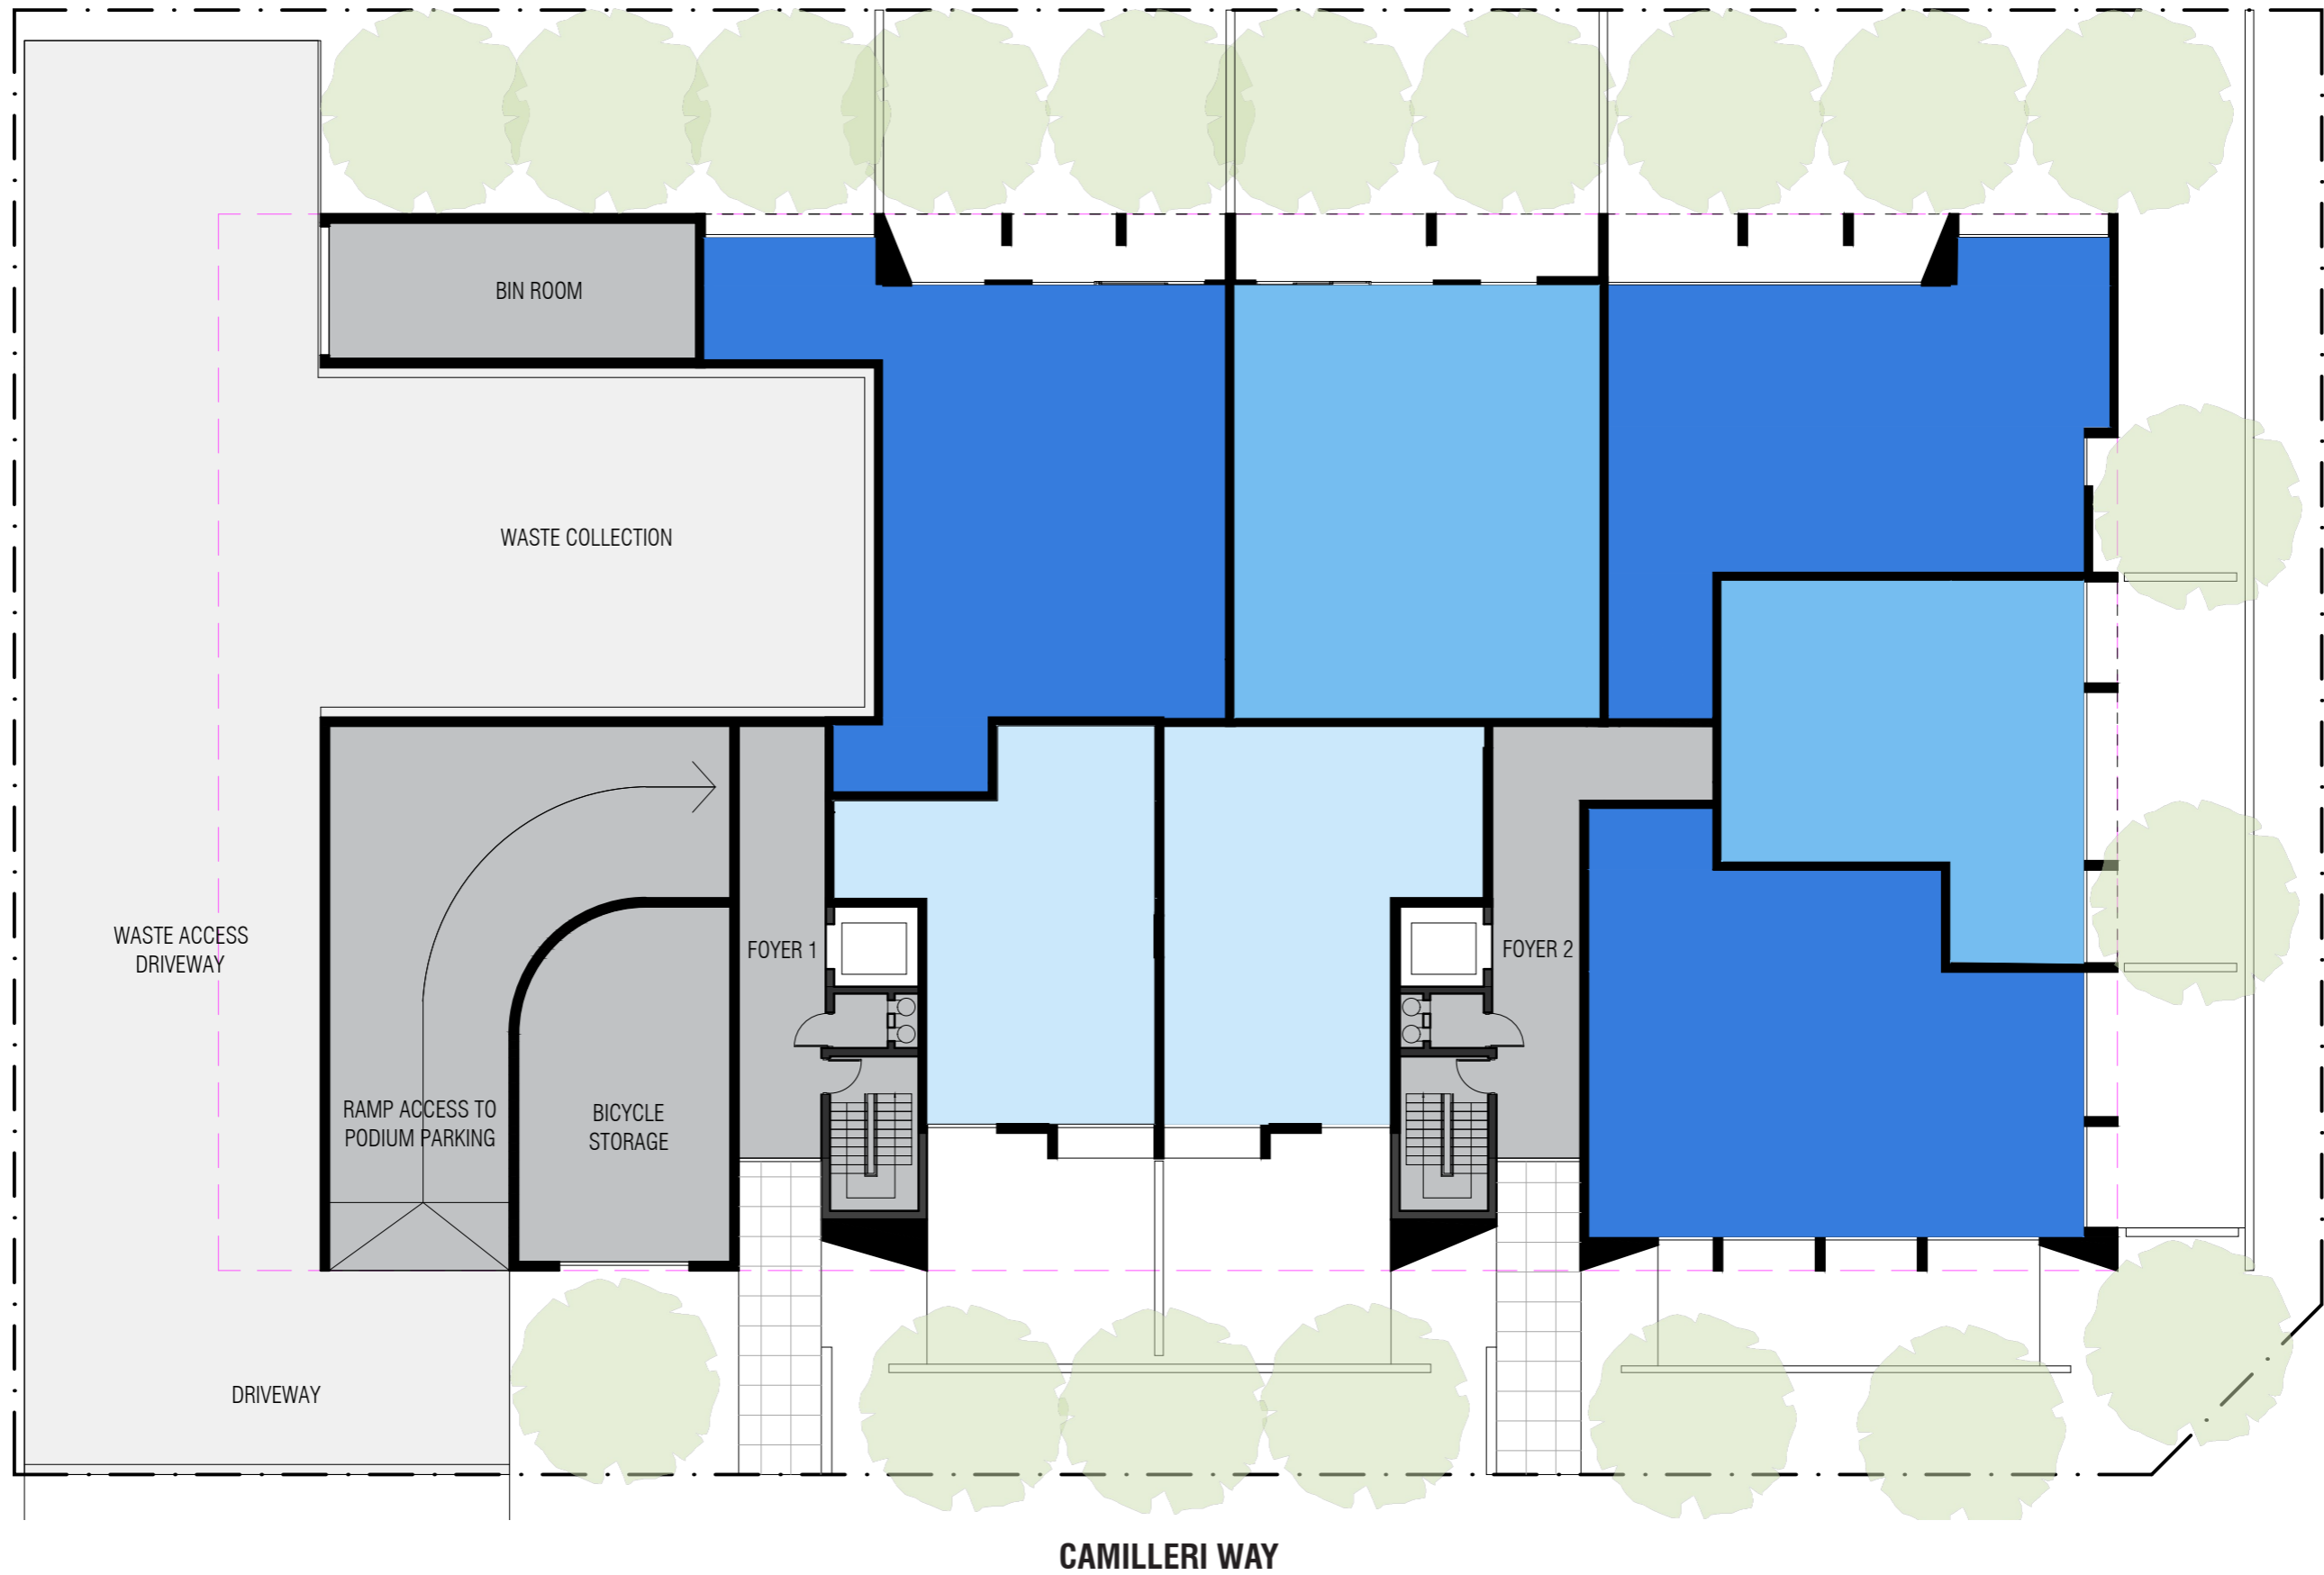 BIN ROOM
WASTE COLLECTION
WASTE ACCESS
DRIVEWAY
FOYER 1
FOYER 2
RAMP ACCESS TO
PODIUM PARKING
BICYCLE
STORAGE
DRIVEWAY
CAMILLERI WAY